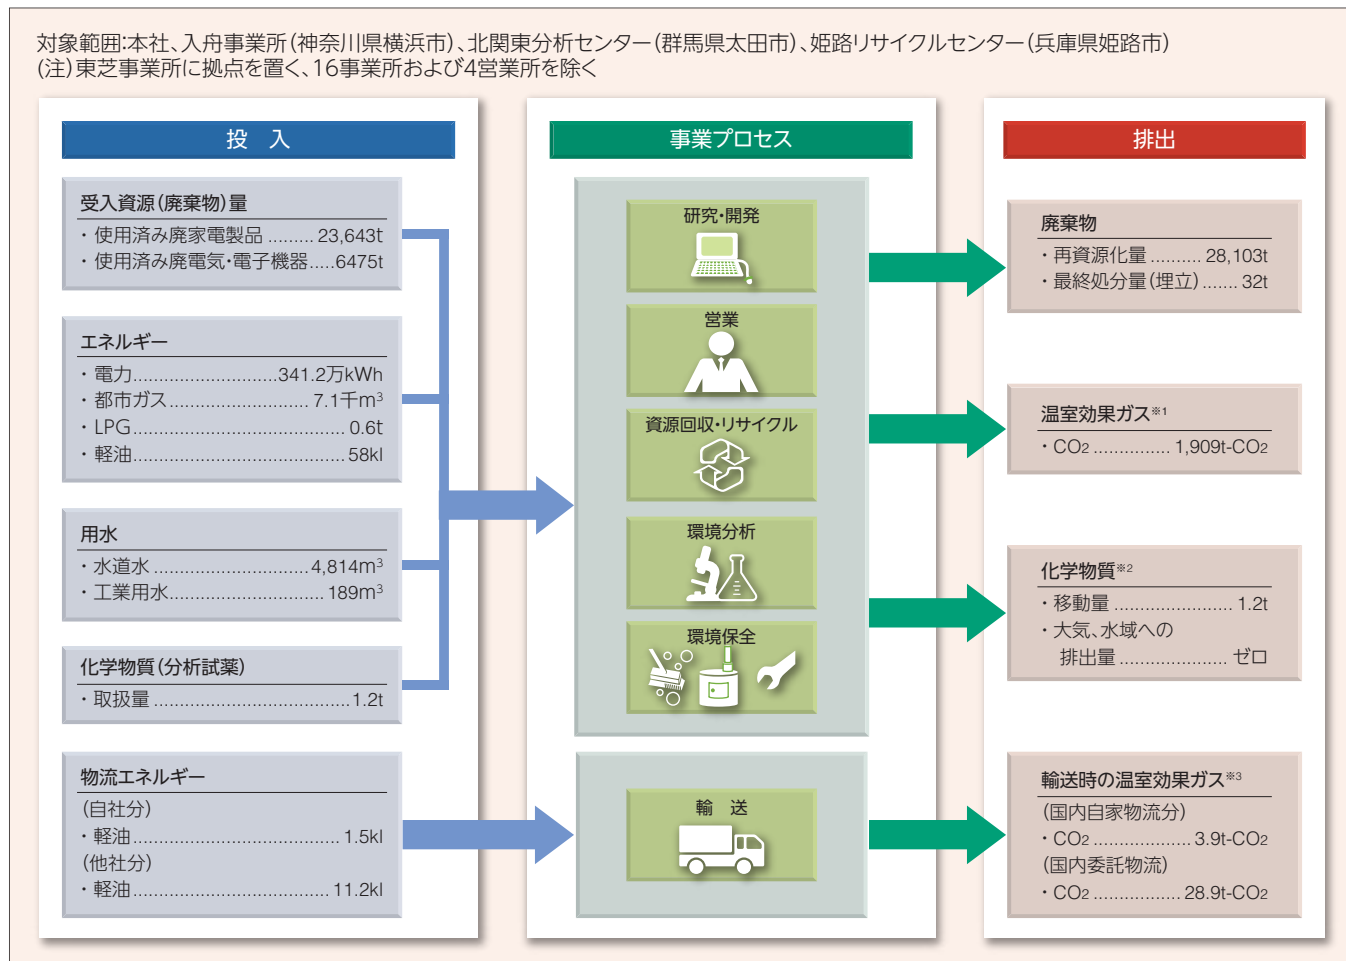 対象範囲:本社、入舟事業所(神奈川県横浜市)、北関東分析センター(群馬県太田市)、姫路リサイクルセンター(兵庫県姫路市)
(注)東芝事業所に拠点を置く、16事業所および4営業所を除く
投 入
受入資源(廃棄物)量
・使用済み廃家電製品 ......... 23,643t
・使用済み廃電気・電子機器.....6475t
エネルギー
・電力............................341.2万kWh
・都市ガス........................... 7.1千m³
・LPG ......................................... 0.6t
・軽油......................................... 58kl
用水
・水道水 ..............................4,814m³
・工業用水.............................. 189m³
化学物質(分析試薬)
・取扱量 ......................................1.2t
物流エネルギー
(自社分)
・軽油........................................ 1.5kl
(他社分)
・軽油...................................... 11.2kl
事業プロセス
研究・開発
営業
資源回収・リサイクル
環境分析
環境保全
輸 送
排出
廃棄物
・再資源化量 .......... 28,103t
・最終処分量(埋立) ....... 32t
温室効果ガス※1
・CO2 ............... 1,909t-CO2
化学物質※2
・移動量 ....................... 1.2t
・大気、水域への
排出量 ..................... ゼロ
輸送時の温室効果ガス※3
(国内自家物流分)
・CO2 ................... 3.9t-CO2
(国内委託物流)
・CO2 ................. 28.9t-CO2